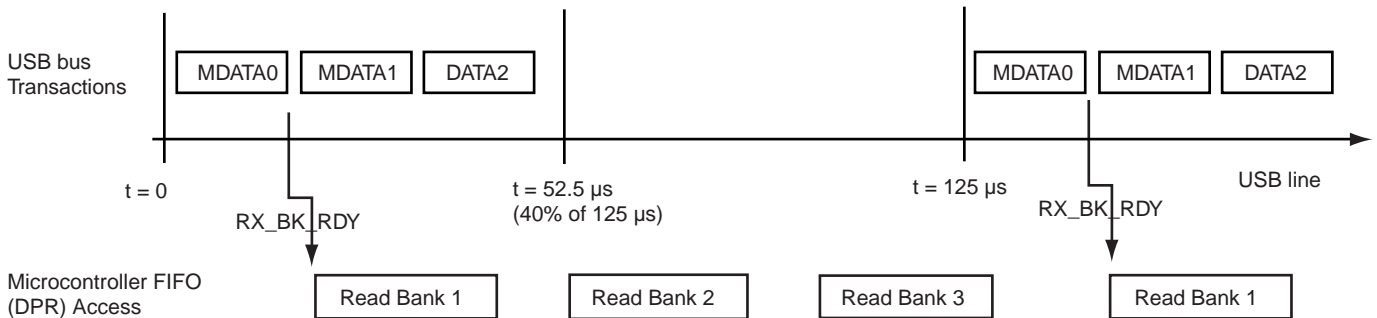 USB bus
Transactions
MDATA0 MDATA1 DATA2 MDATA0 MDATA1 DATA2
t = 0
t = 52.5 µs
(40% of 125 µs)
t = 125 µs
USB line
RX_BK_RDY
RX_BK_RDY
Microcontroller FIFO
(DPR) Access
Read Bank 1 Read Bank 2 Read Bank 3 Read Bank 1